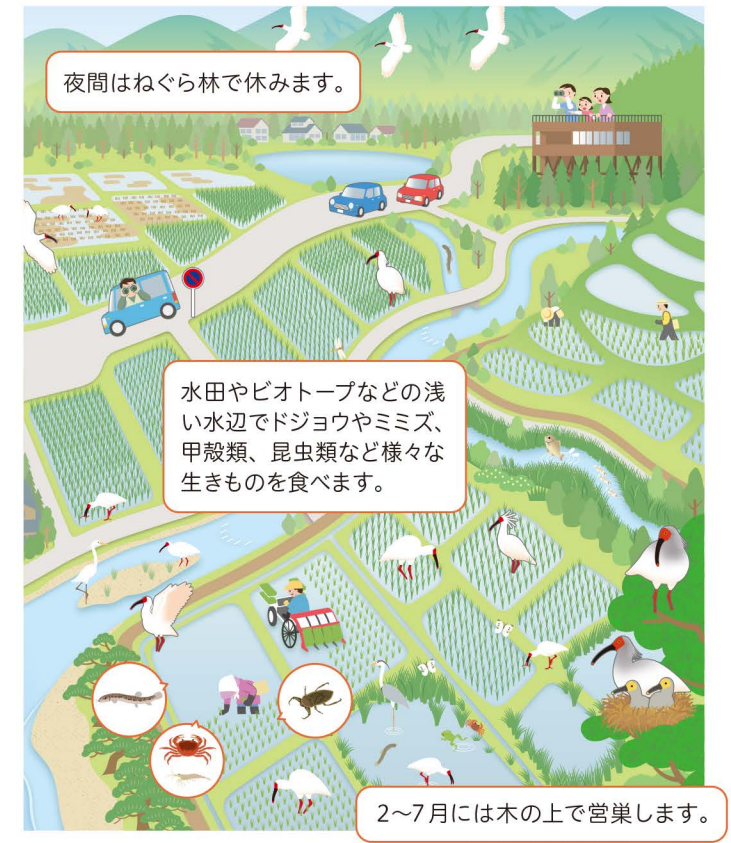 夜間はねぐら林で休みます。
水田やビオトープなどの浅
い水辺でドジョウやミミズ、
甲殻類、昆虫類など様々な
生きものを食べます。
2〜7月には木の上で営巣します。